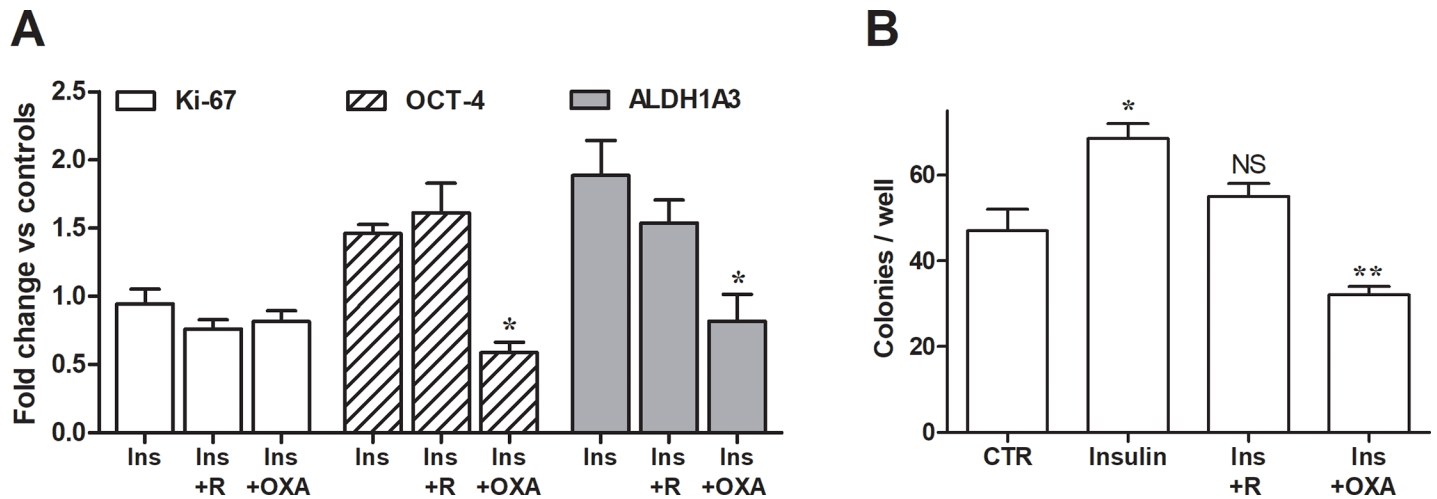 A
Fold change vs controls
2.5
2.0
1.5
1.0
0.5
0.0
Ki-67
OCT-4
ALDH1A3
*
*
Ins
Ins
+R
Ins
+OXA
Ins
Ins
+R
Ins
+OXA
Ins
Ins
+R
Ins
+OXA
B
Colonies / well
60
40
20
0
*
NS
**
CTR
Insulin
Ins
+R
Ins
+OXA